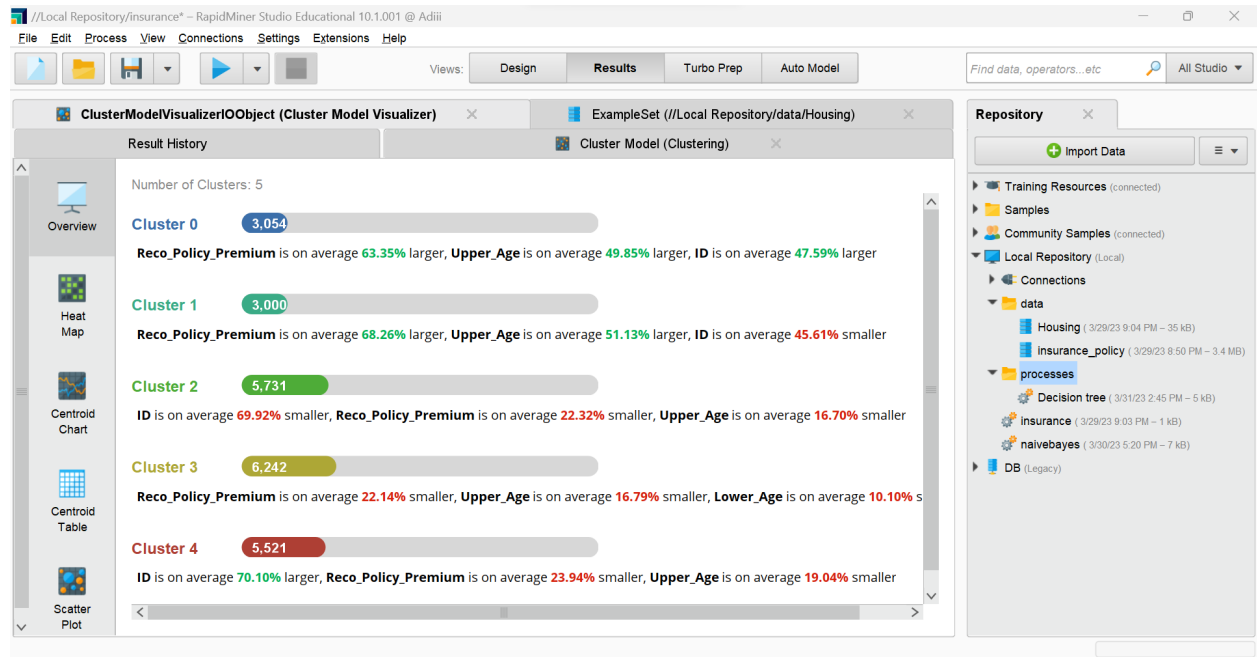 //Local Repository/insurance* – RapidMiner Studio Educational 10.1.001 @ Adiii
File Edit Process View Connections Settings Extensions Help
Views: Design Results Turbo Prep Auto Model
Find data, operators...etc All Studio
ClusterModelVisualizerIOObject (Cluster Model Visualizer)
ExampleSet (//Local Repository/data/Housing)
Result History
Cluster Model (Clustering)
Overview
Heat
Map
Centroid
Chart
Centroid
Table
Scatter
Plot
Number of Clusters: 5
Cluster 0 3,054
Reco_Policy_Premium is on average 63.35% larger, Upper_Age is on average 49.85% larger, ID is on average 47.59% larger
Cluster 1 3,000
Reco_Policy_Premium is on average 68.26% larger, Upper_Age is on average 51.13% larger, ID is on average 45.61% smaller
Cluster 2 5,731
ID is on average 69.92% smaller, Reco_Policy_Premium is on average 22.32% smaller, Upper_Age is on average 16.70% smaller
Cluster 3 6,242
Reco_Policy_Premium is on average 22.14% smaller, Upper_Age is on average 16.79% smaller, Lower_Age is on average 10.10% s
Cluster 4 5,521
ID is on average 70.10% larger, Reco_Policy_Premium is on average 23.94% smaller, Upper_Age is on average 19.04% smaller
Repository
Import Data
Training Resources (connected)
Samples
Community Samples (connected)
Local Repository (Local)
Connections
data
Housing ( 3/29/23 9:04 PM – 35 kB)
insurance_policy ( 3/29/23 8:50 PM – 3.4 MB)
processes
Decision tree ( 3/31/23 2:45 PM – 5 kB)
insurance ( 3/29/23 9:03 PM – 1 kB)
naivebayes ( 3/30/23 5:20 PM – 7 kB)
DB (Legacy)